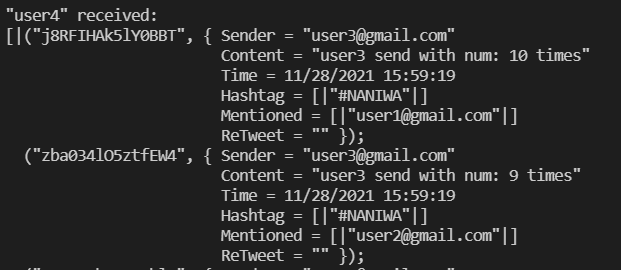 "user4" received:
[|("j8RFIHAk5lY0BBT", { Sender = "user3@gmail.com"
Content = "user3 send with num: 10 times"
Time = 11/28/2021 15:59:19
Hashtag = [|"#NANIWA"|]
Mentioned = [|"user1@gmail.com"|]
ReTweet = "" });
("zba034lO5ztfEW4", { Sender = "user3@gmail.com"
Content = "user3 send with num: 9 times"
Time = 11/28/2021 15:59:19
Hashtag = [|"#NANIWA"|]
Mentioned = [|"user2@gmail.com"|]
ReTweet = "" });